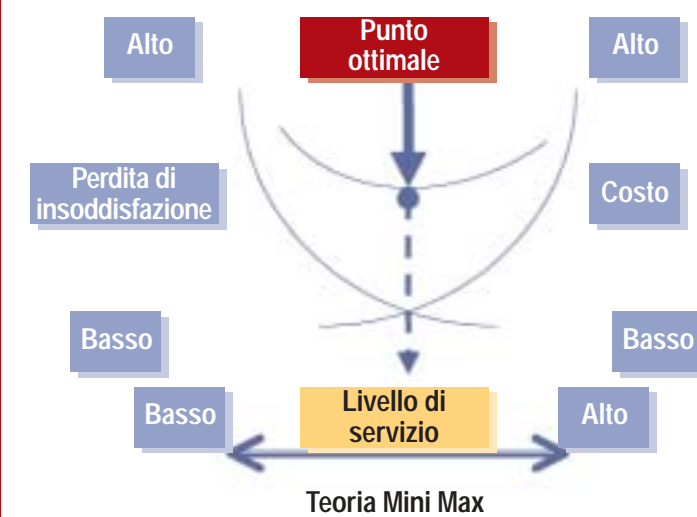 Alto
Punto
ottimale
Alto
Perdita di
insoddisfazione
Costo
Basso
Basso
Basso
Livello di
servizio
Alto
Teoria Mini Max